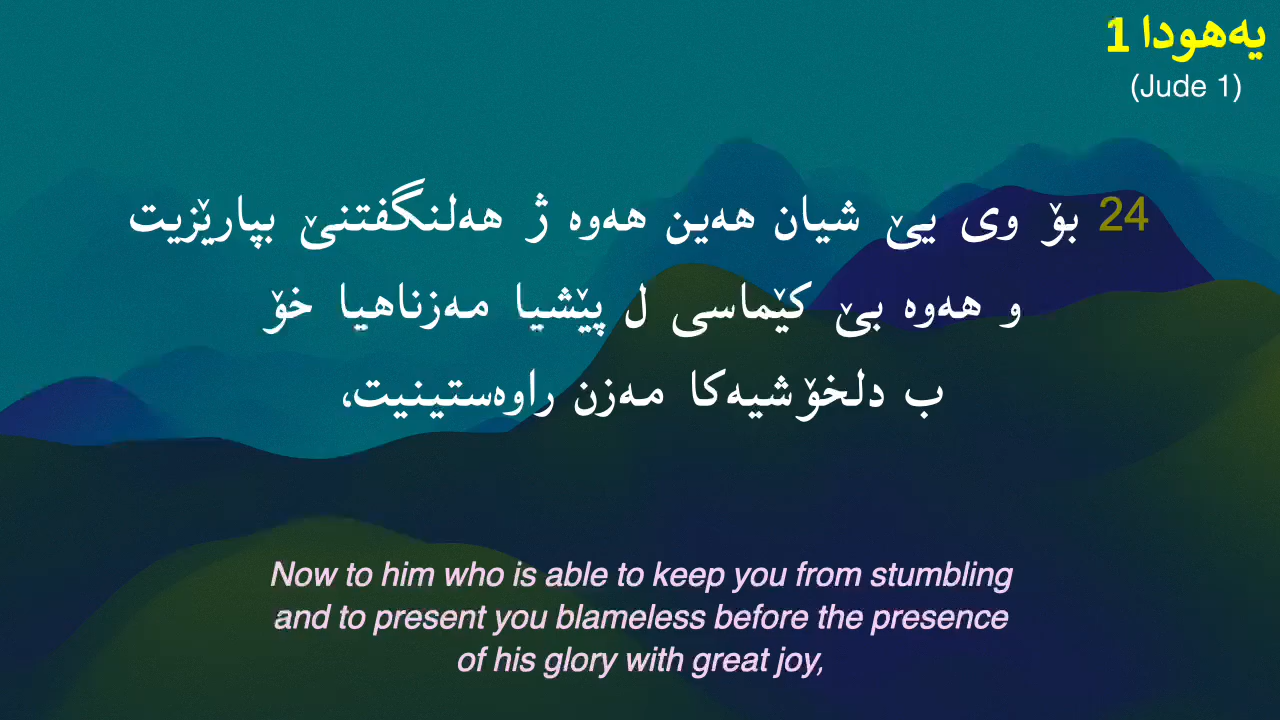 یەهودا 1
(Jude 1)
24 بۆ وی یێ شیان هەین هەوە ژ هەلنگفتنێ بپارێزیت
و هەوە بێ کێماسی ل پێشیا مەزناهیا خۆ
ب دلخۆشیەکا مەزن راوەستینیت،
Now to him who is able to keep you from stumbling
and to present you blameless before the presence
of his glory with great joy,